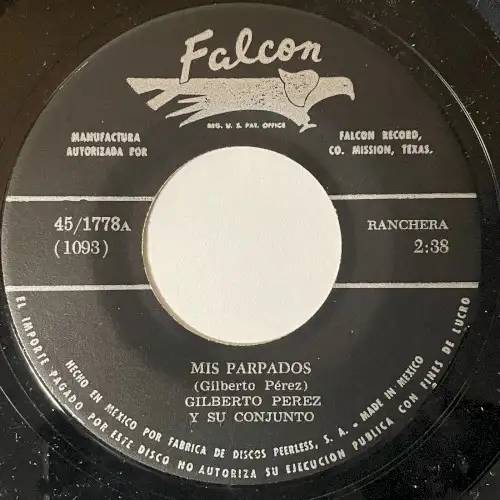 Falcon
REG. U. S. PAT. OFFICE
MANUFACTURA
AUTORIZADA POR
FALCON RECORD,
CO. MISSION, TEXAS.
45/1778A
(1093)
RANCHERA
2:38
MIS PARPADOS
(Gilberto Pérez)
GILBERTO PEREZ
Y SU CONJUNTO
HECHO EN MEXICO POR FABRICA DE DISCOS PEERLESS, S. A. - MADE IN MEXICO
EL IMPORTE PAGADO POR ESTE DISCO NO AUTORIZA SU EJECUCION PUBLICA CON FINES DE LUCRO